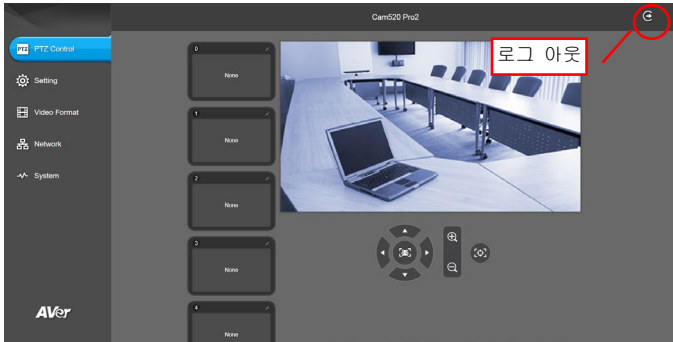 Cam520 Pro2
로그 아웃
PTZ PTZ Control
Setting
Video Format
Network
System
AVer
0
None
1
None
2
None
3
None
4
None